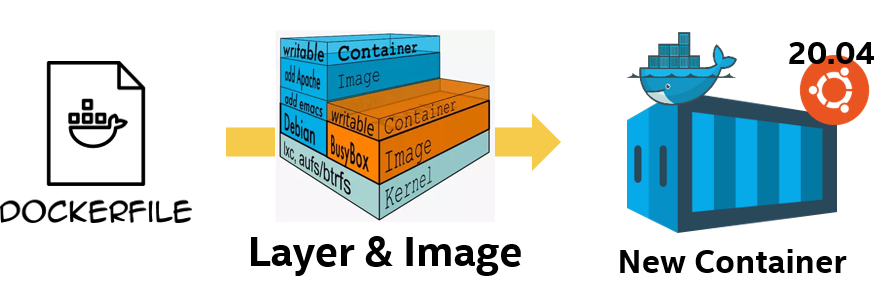 DOCKERFILE
writable Container
add Apache Image
add emacs
Debian
writable Container
BusyBox Image
lxc, aufs/btrfs
Kernel
Layer & Image
20.04
New Container